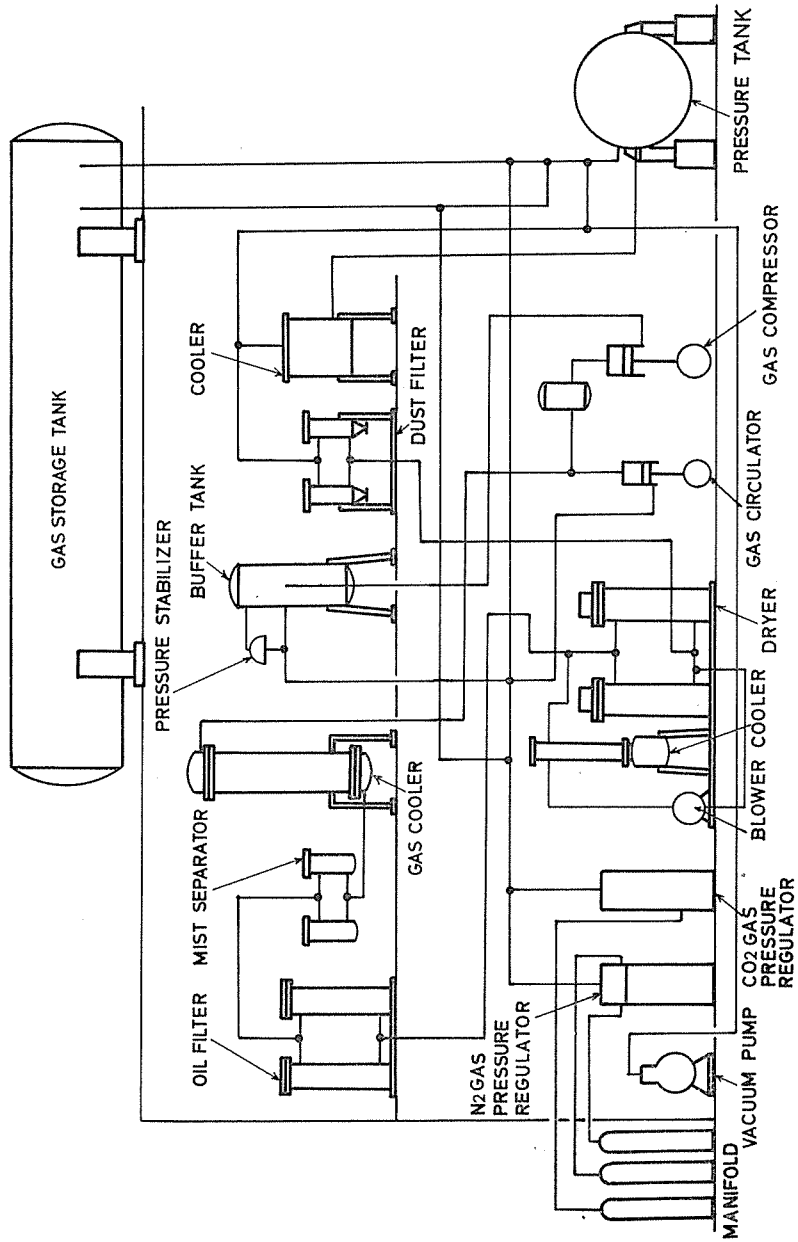 GAS STORAGE TANK
PRESSURE STABILIZER
BUFFER TANK
COOLER
DUST FILTER
OIL FILTER
MIST SEPARATOR
GAS COOLER
PRESSURE TANK
GAS COMPRESSOR
GAS CIRCULATOR
DRYER
BLOWER COOLER
CO2 GAS
PRESSURE
REGULATOR
N2 GAS
PRESSURE
REGULATOR
VACUUM PUMP
MANIFOLD